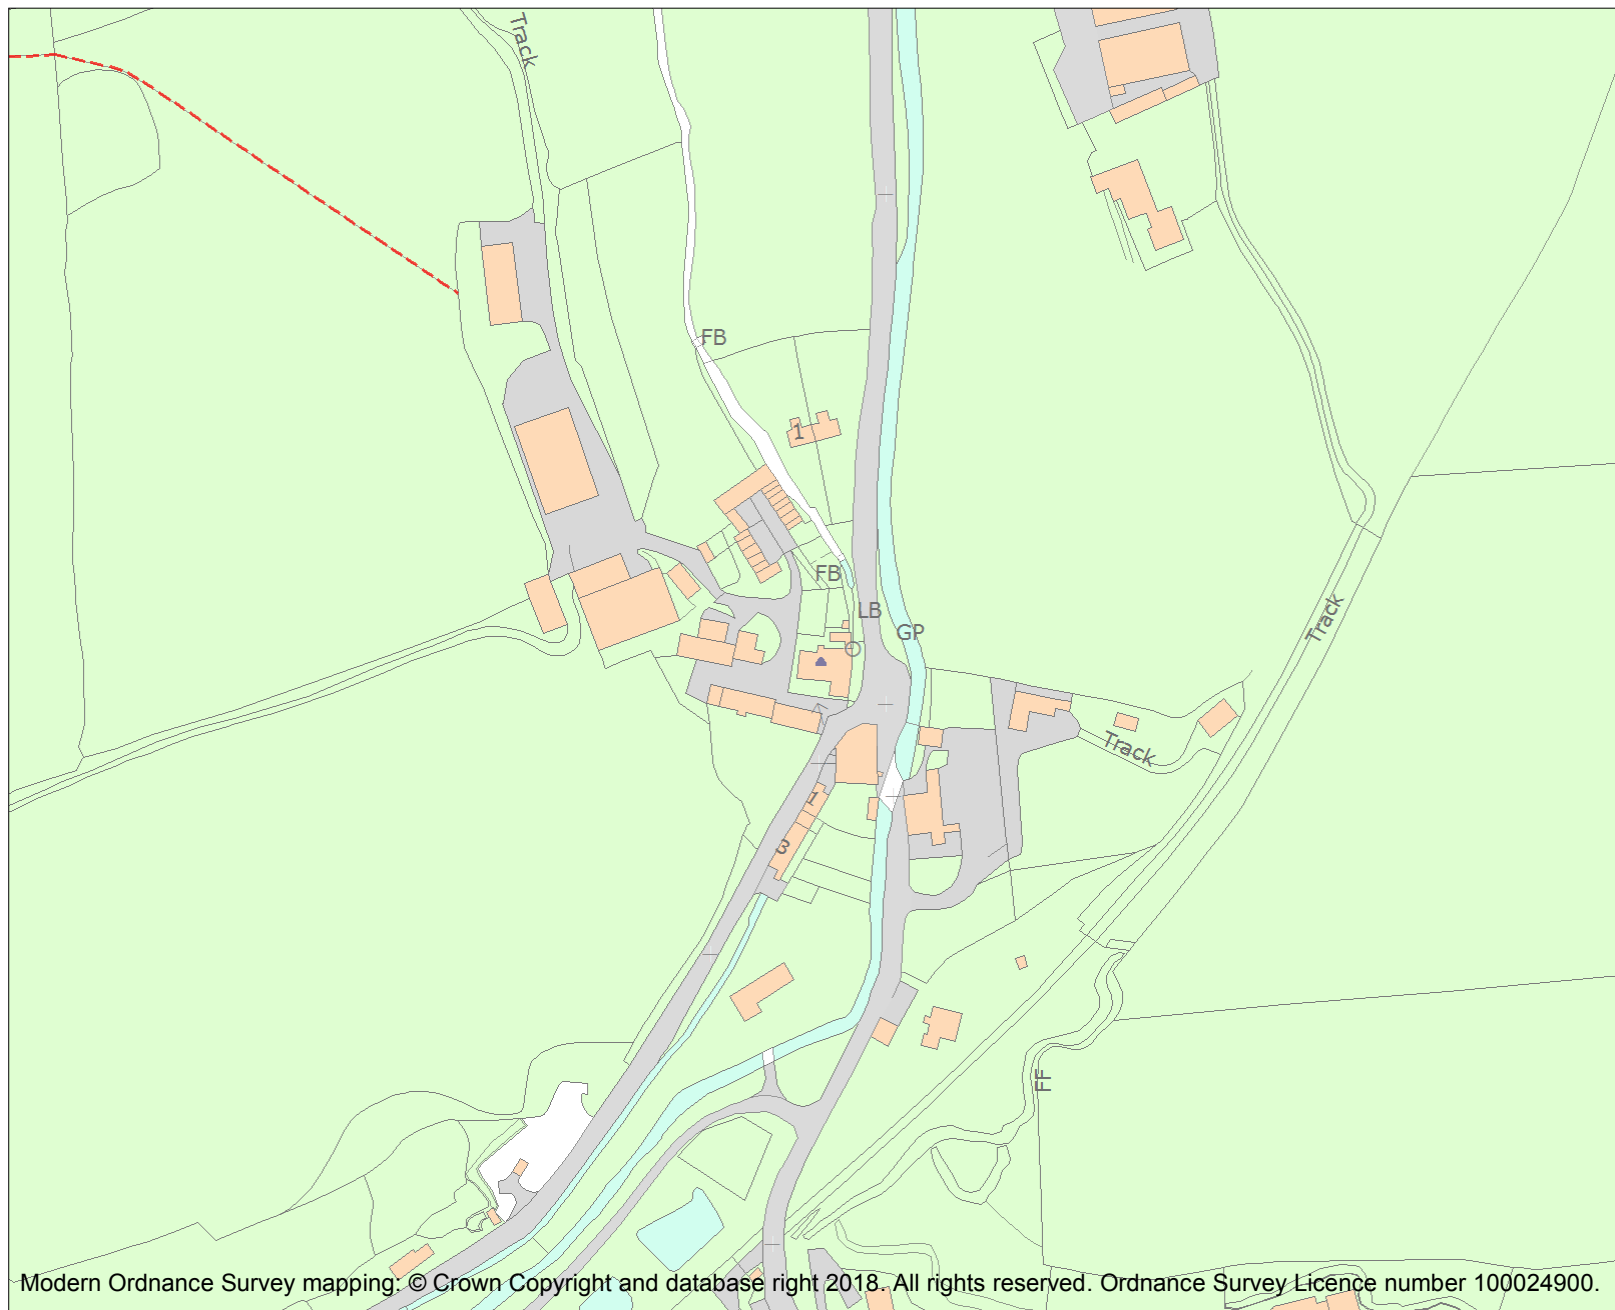 Track
FB
1
FB
LB
GP
Track
Track
1
3
FF
Modern Ordnance Survey mapping: © Crown Copyright and database right 2018. All rights reserved. Ordnance Survey Licence number 100024900.